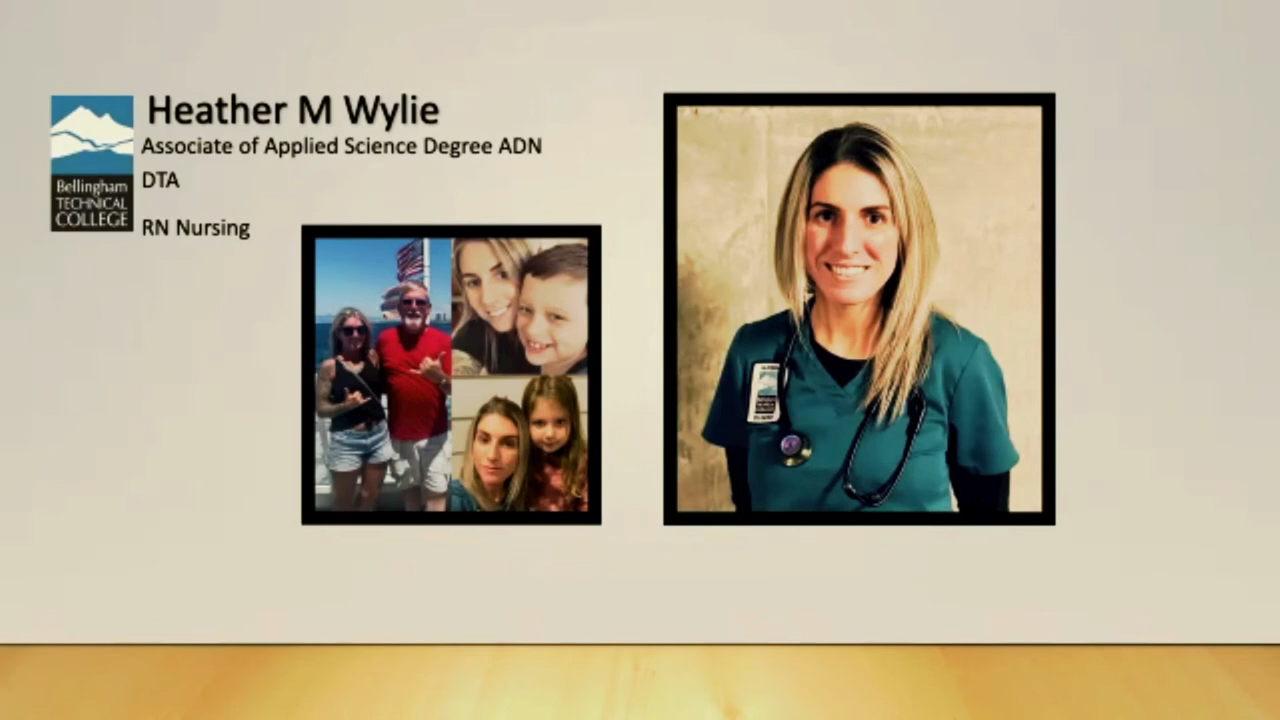 Heather M Wylie
Associate of Applied Science Degree ADN
DTA
RN Nursing
Bellingham
TECHNICAL
COLLEGE